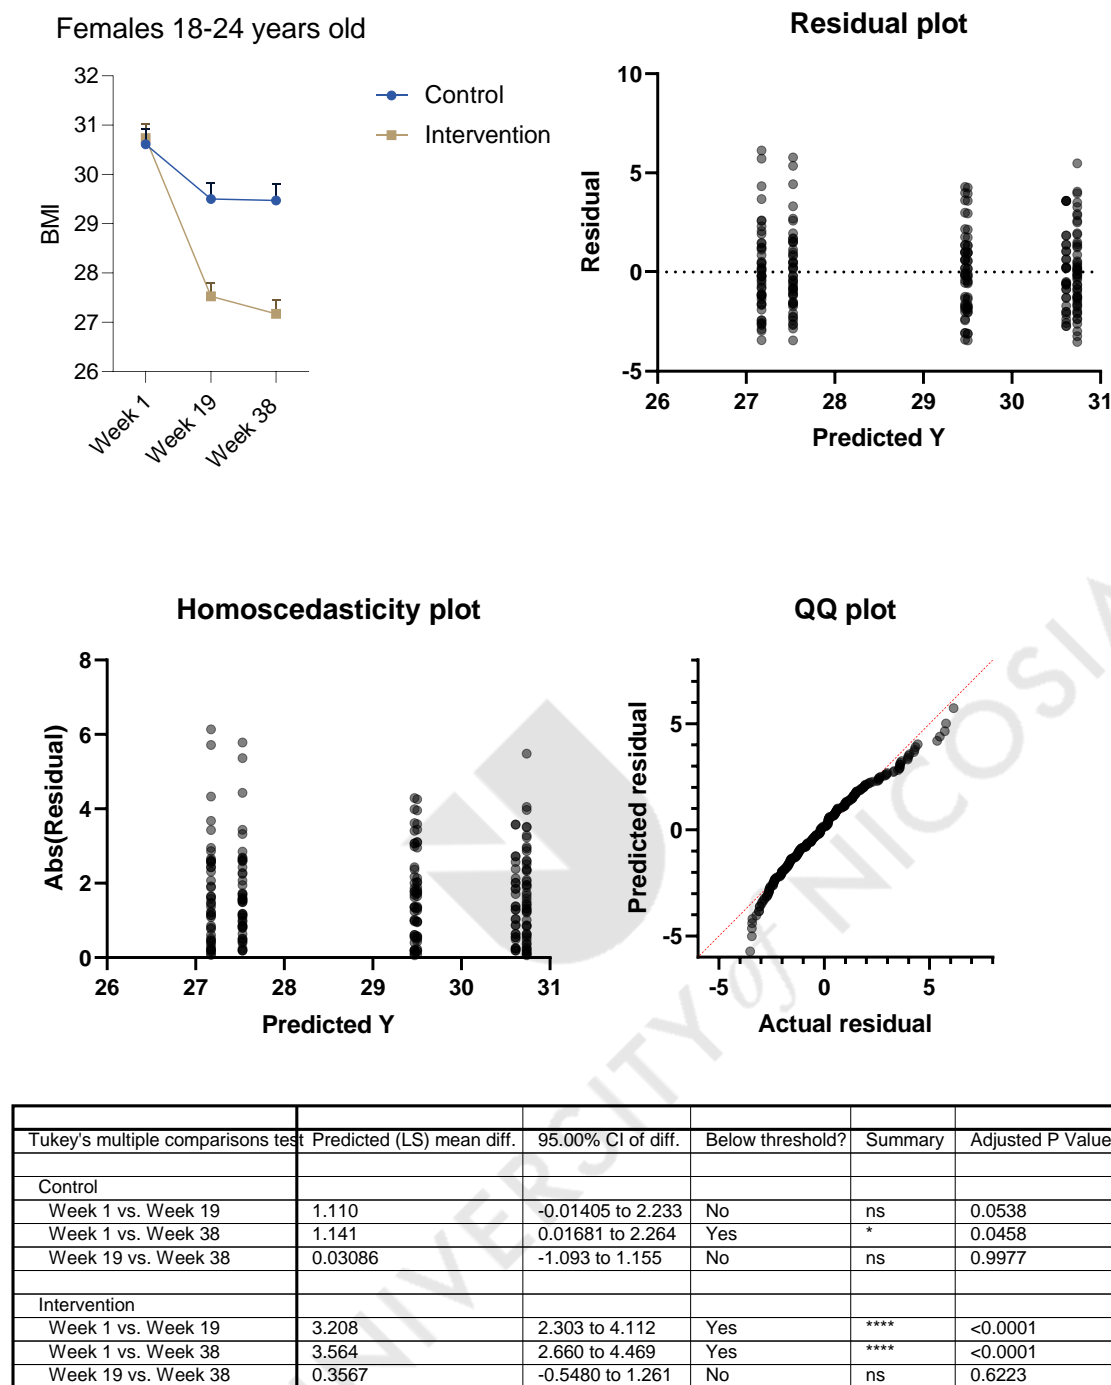 Females 18-24 years old
32
31
30
29
28
27
26
BMI
Week 1
Week 19
Week 38
Control
Intervention
Residual plot
10
5
0
-5
Residual
26
27
28
29
30
31
Predicted Y
Homoscedasticity plot
8
6
4
2
0
Abs(Residual)
26
27
28
29
30
31
Predicted Y
QQ plot
5
0
-5
Predicted residual
-5
0
5
Actual residual
UNIVERSITY of NICOSIA
Tukey's multiple comparisons test Predicted (LS) mean diff. 95.00% CI of diff. Below threshold? Summary Adjusted P Value
Control
Week 1 vs. Week 19 1.110 -0.01405 to 2.233 No ns 0.0538
Week 1 vs. Week 38 1.141 0.01681 to 2.264 Yes * 0.0458
Week 19 vs. Week 38 0.03086 -1.093 to 1.155 No ns 0.9977
Intervention
Week 1 vs. Week 19 3.208 2.303 to 4.112 Yes **** <0.0001
Week 1 vs. Week 38 3.564 2.660 to 4.469 Yes **** <0.0001
Week 19 vs. Week 38 0.3567 -0.5480 to 1.261 No ns 0.6223